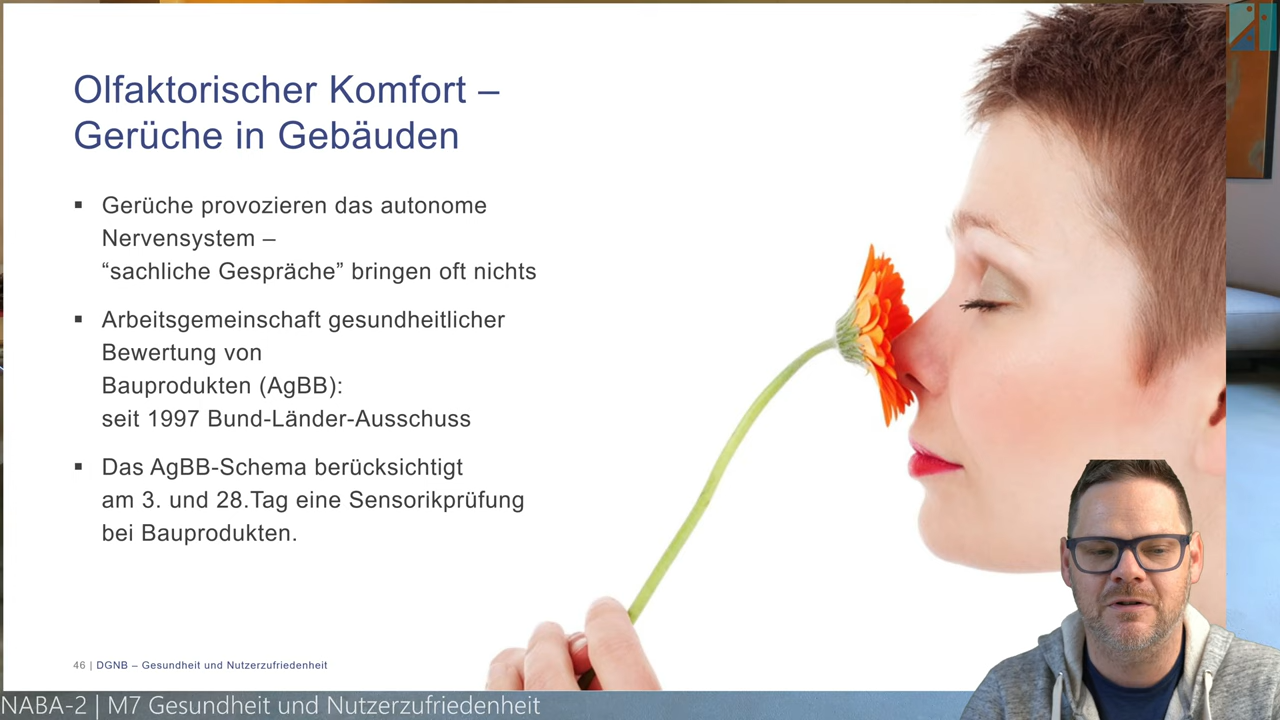 Olfaktorischer Komfort –
Gerüche in Gebäuden
▪ Gerüche provozieren das autonome
Nervensystem –
“sachliche Gespräche” bringen oft nichts
▪ Arbeitsgemeinschaft gesundheitlicher
Bewertung von
Bauprodukten (AgBB):
seit 1997 Bund-Länder-Ausschuss
▪ Das AgBB-Schema berücksichtigt
am 3. und 28.Tag eine Sensorikprüfung
bei Bauprodukten.
46 | DGNB – Gesundheit und Nutzerzufriedenheit
NABA-2 | M7 Gesundheit und Nutzerzufriedenheit